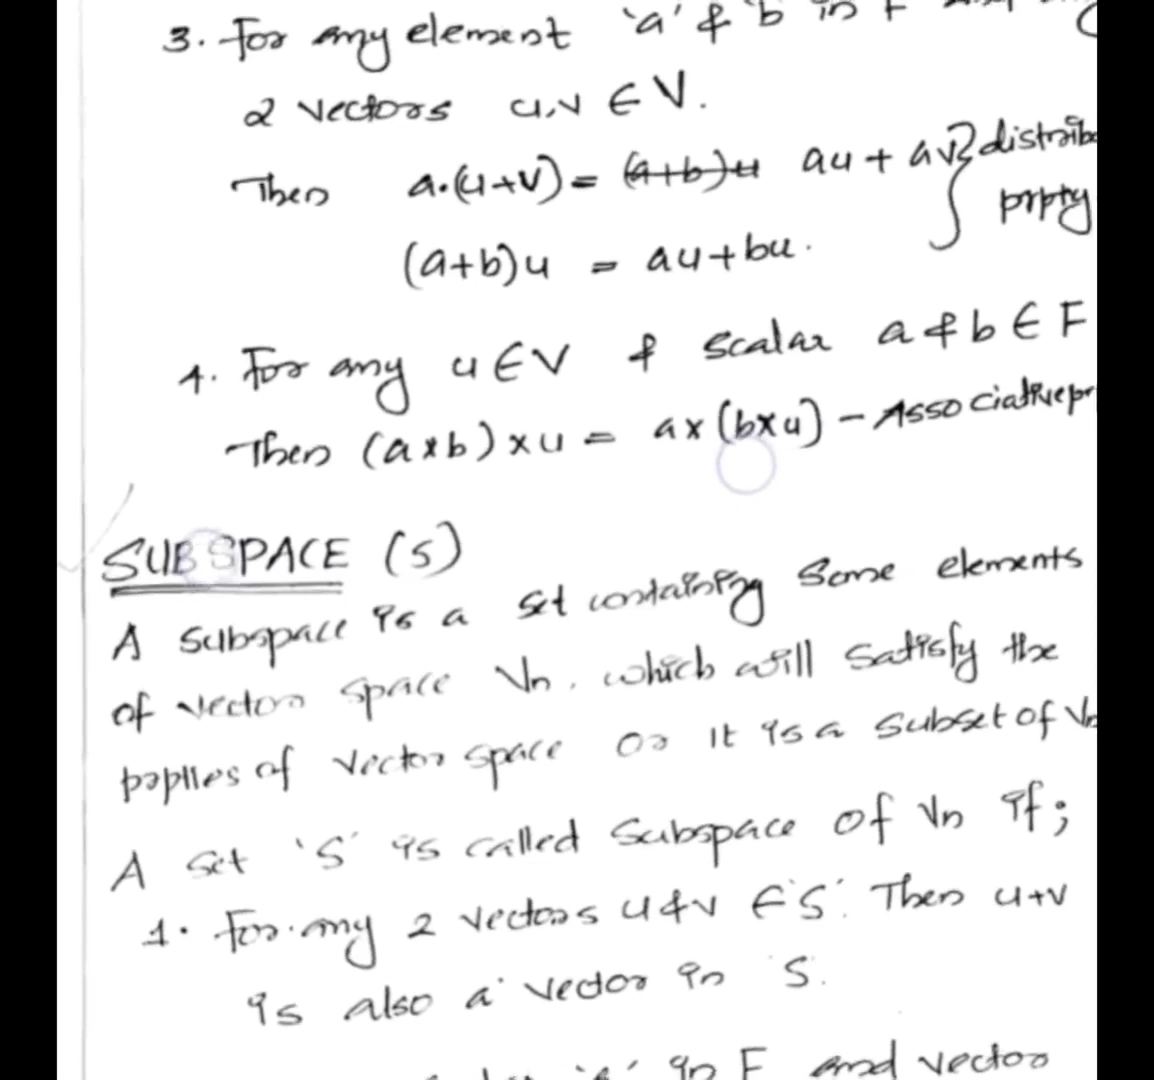 3. For any element 'a' & 'b' in F
2 vectors u,v ∈ V.
Then a.(u+v) = (a+b)u au + av } distrib
prpty
(a+b)u = au+bu.
4. For any u ∈ V & scalar a & b ∈ F
Then (a×b)×u = a×(b×u) - Associative pr
SUBSPACE (S)
A subspace is a set containing some elements
of vector space Vn. which will satisfy the
of vector space or it is a subset of Vn
A set 'S' is called subspace of Vn if;
1. For any 2 vectors u & v ∈ 'S'. Then u+v
is also a vector in 'S'.
'a' in F and vector